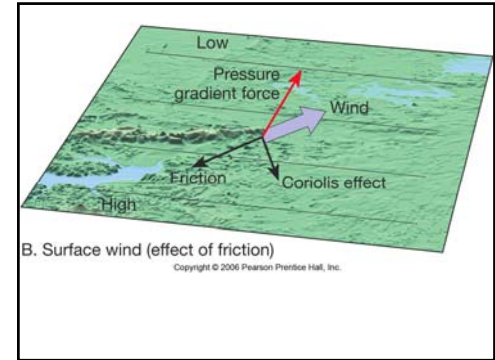 Low
Pressure
gradient force
Wind
Friction
Coriolis effect
High
B. Surface wind (effect of friction)
Copyright © 2006 Pearson Prentice Hall, Inc.